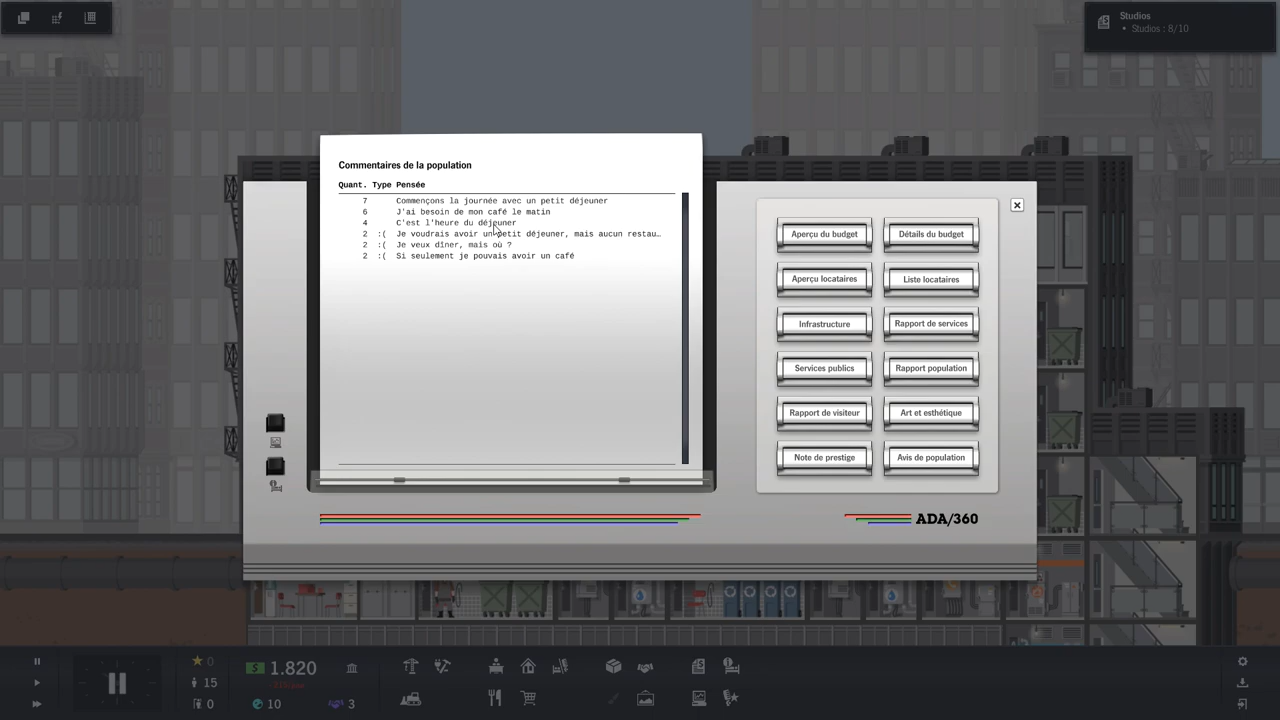 Studios
• Studios : 8/10
Commentaires de la population
Quant. Type Pensée
7 Commençons la journée avec un petit déjeuner
6 J'ai besoin de mon café le matin
4 C'est l'heure du déjeuner
2 :( Je voudrais avoir un petit déjeuner, mais aucun restau…
2 :( Je veux dîner, mais où ?
2 :( Si seulement je pouvais avoir un café
Aperçu du budget
Détails du budget
Aperçu locataires
Liste locataires
Infrastructure
Rapport de services
Services publics
Rapport population
Rapport de visiteur
Art et esthétique
Note de prestige
Avis de population
ADA/360
0
15
0
$ 1.820
10
3